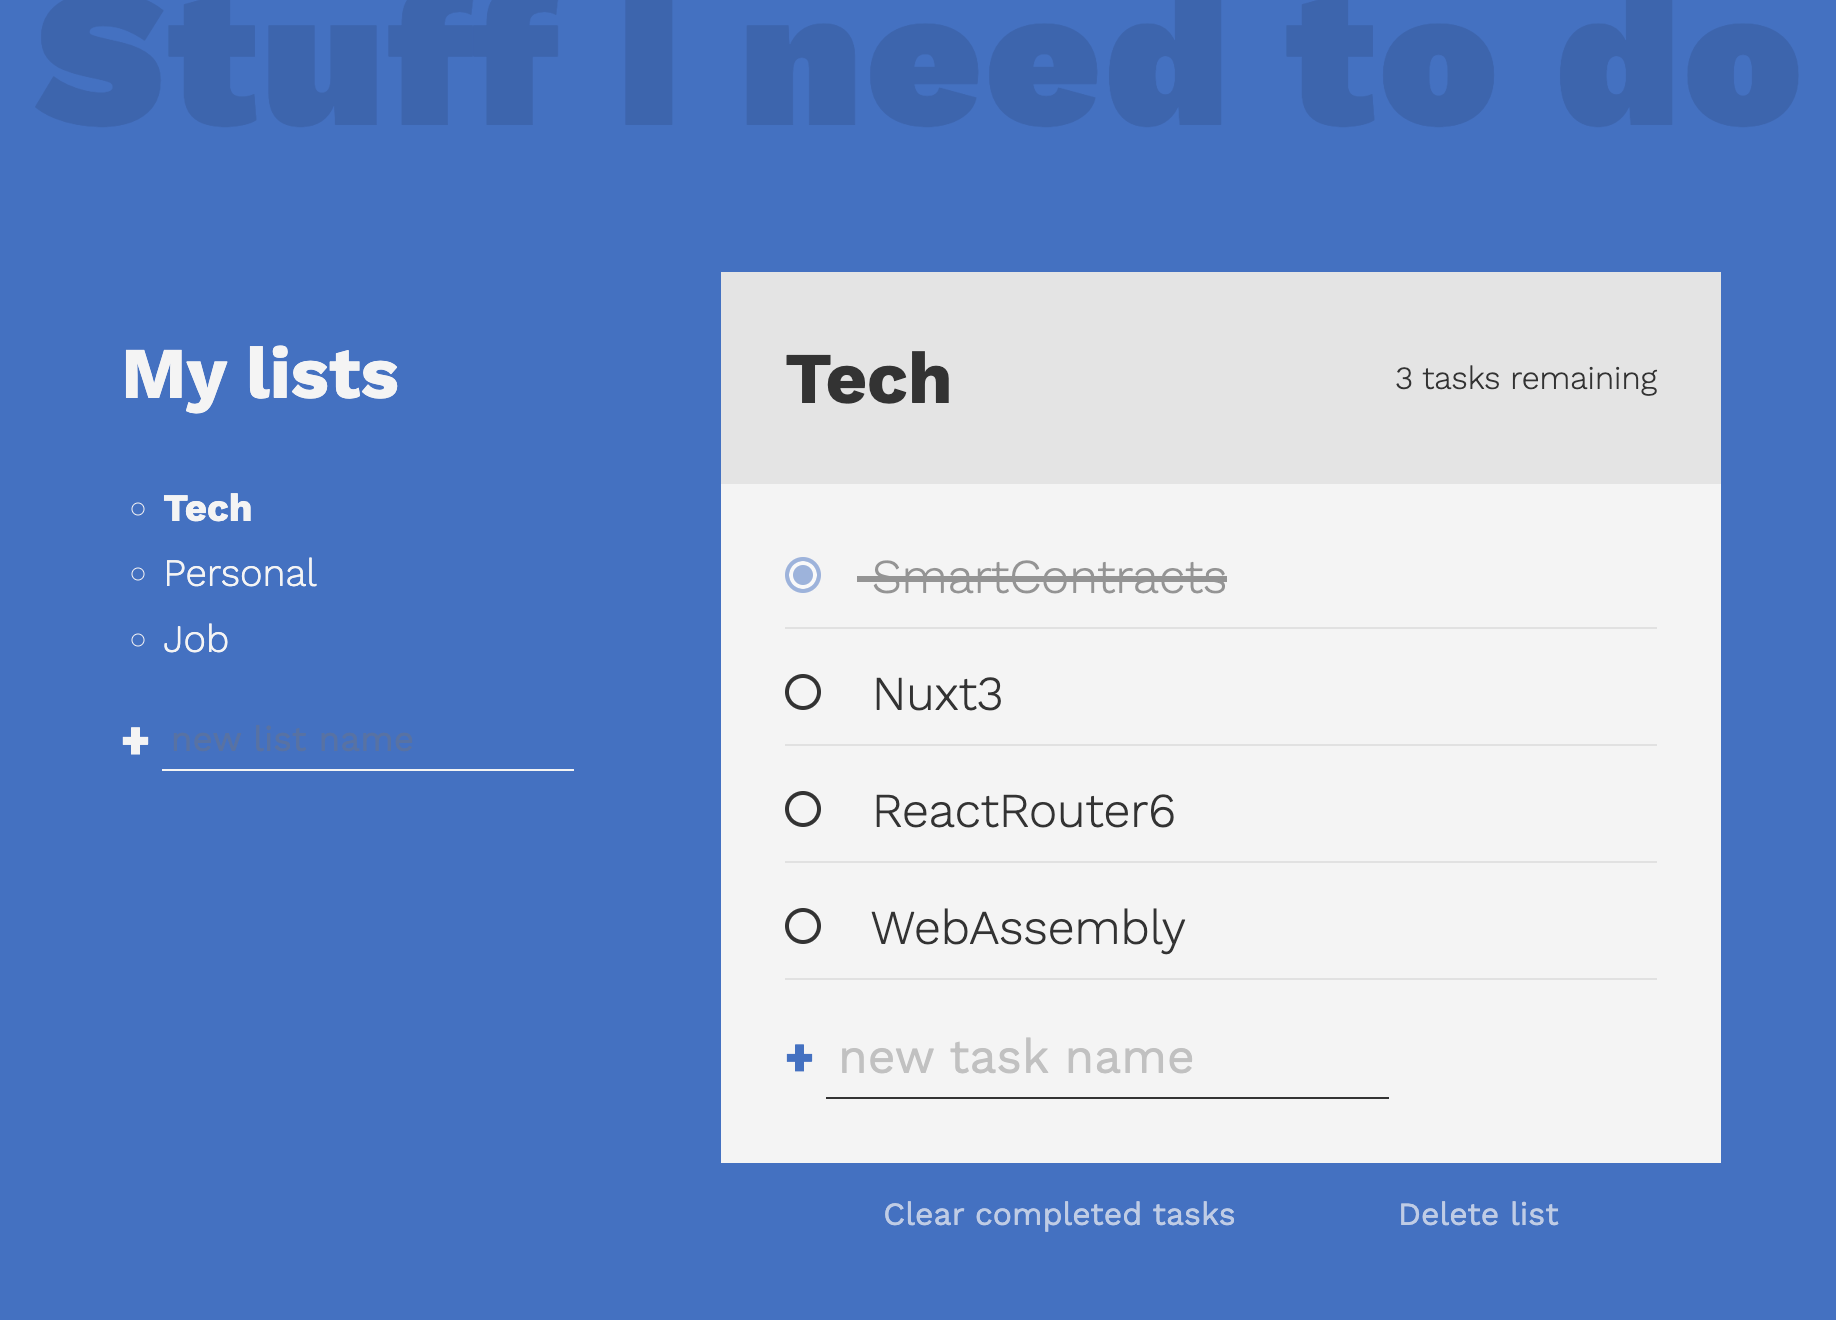 Stuff I need to do
My lists
Tech
Personal
Job
+ new list name
Tech
3 tasks remaining
SmartContracts
Nuxt3
ReactRouter6
WebAssembly
+ new task name
Clear completed tasks
Delete list